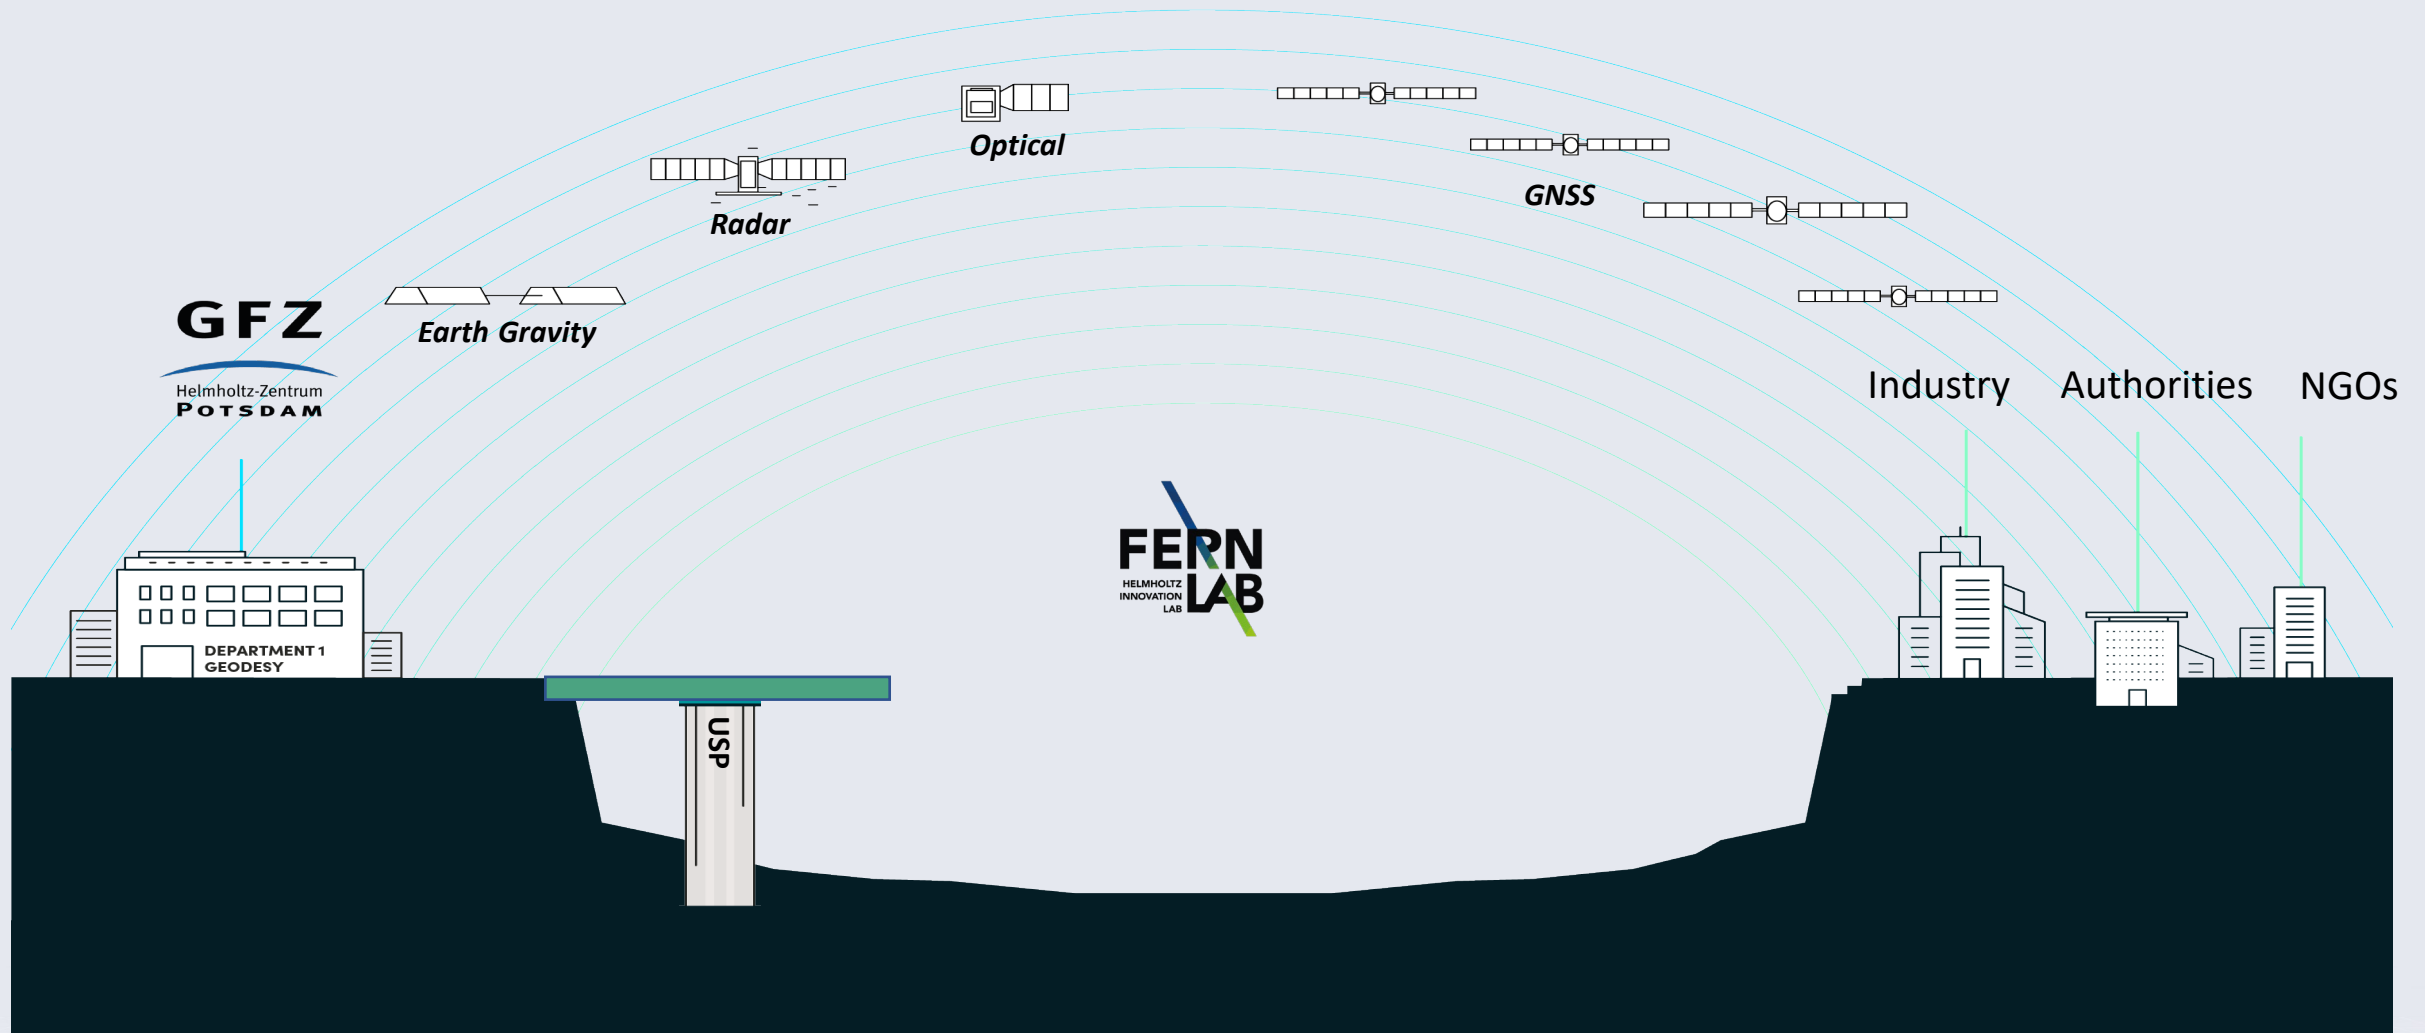 Optical
Radar
GNSS
Earth Gravity
GFZ
Helmholtz-Zentrum
POTSDAM
Industry
Authorities
NGOs
FERN
LAB
HELMHOLTZ
INNOVATION
LAB
DEPARTMENT 1
GEODESY
USP